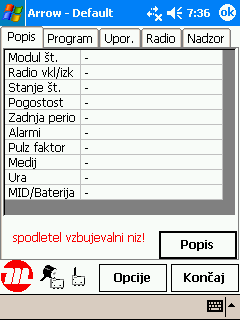 Arrow - Default 7:36 ok
Popis Program Upor. Radio Nadzor
Modul št. -
Radio vkl/izk -
Stanje št. -
Pogostost -
Zadnja perio -
Alarmi -
Pulz faktor -
Medij -
Ura -
MID/Baterija -
spodletel vzbujevalni niz!
Popis
Opcije Končaj